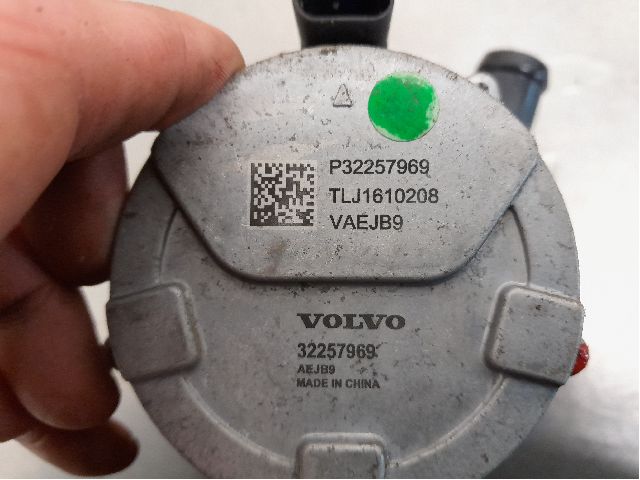 P32257969
TLJ1610208
VAEJB9
VOLVO
32257969
AEJB9
MADE IN CHINA